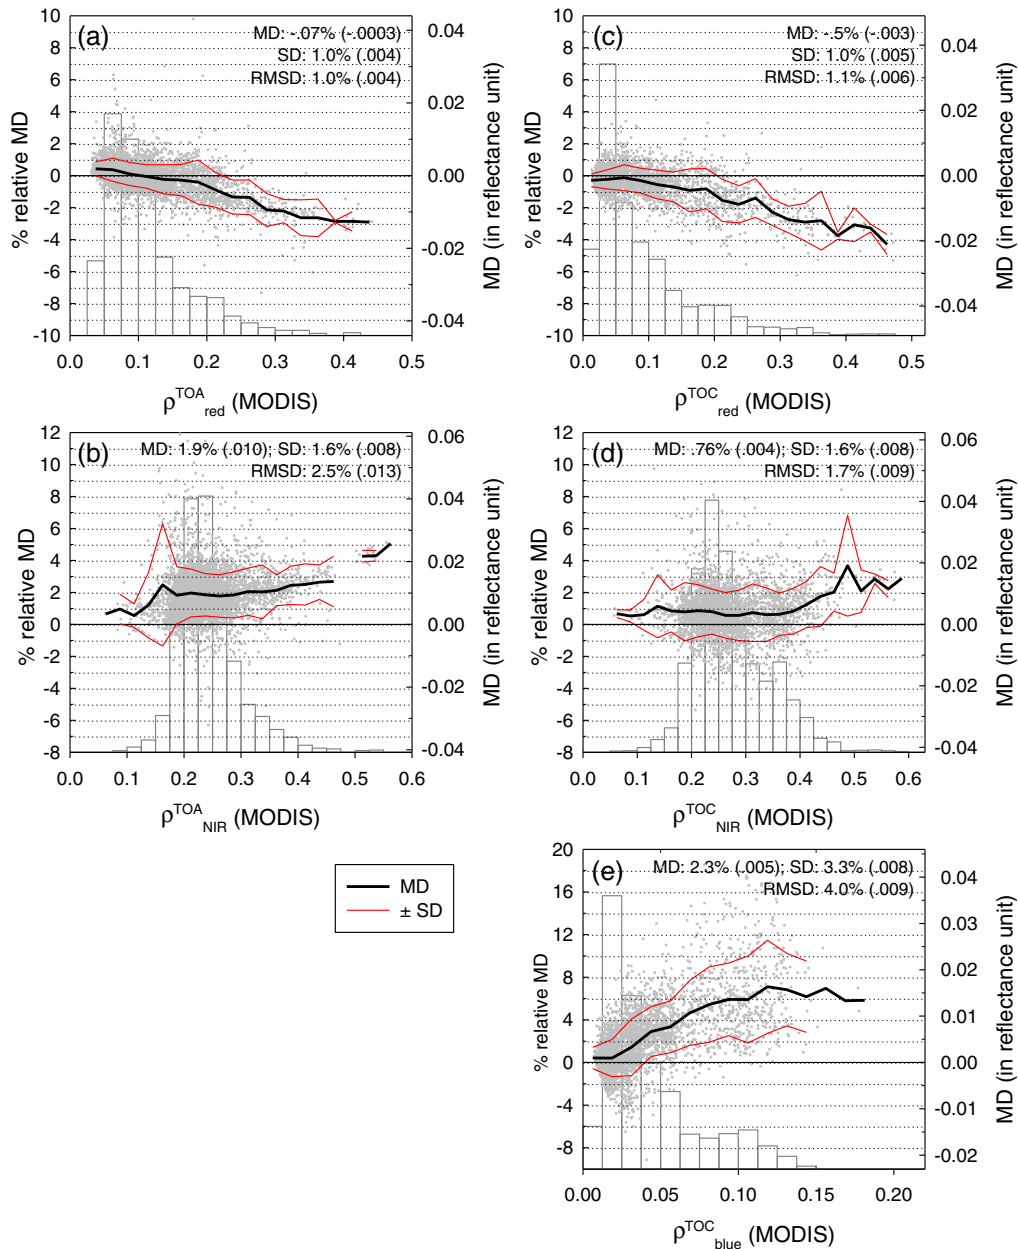 (a)
MD: -.07% (-.0003)
SD: 1.0% (.004)
RMSD: 1.0% (.004)
% relative MD
10
8
6
4
2
0
-2
-4
-6
-8
-10
0.04
0.02
0.00
-0.02
-0.04
MD (in reflectance unit)
0.0 0.1 0.2 0.3 0.4 0.5
ρ^TOA_red (MODIS)
(c)
MD: -.5% (-.003)
SD: 1.0% (.005)
RMSD: 1.1% (.006)
% relative MD
10
8
6
4
2
0
-2
-4
-6
-8
-10
0.04
0.02
0.00
-0.02
-0.04
MD (in reflectance unit)
0.0 0.1 0.2 0.3 0.4 0.5
ρ^TOC_red (MODIS)
(b)
MD: 1.9% (.010); SD: 1.6% (.008)
RMSD: 2.5% (.013)
% relative MD
12
10
8
6
4
2
0
-2
-4
-6
-8
0.06
0.04
0.02
0.00
-0.02
-0.04
MD (in reflectance unit)
0.0 0.1 0.2 0.3 0.4 0.5 0.6
ρ^TOA_NIR (MODIS)
(d)
MD: .76% (.004); SD: 1.6% (.008)
RMSD: 1.7% (.009)
% relative MD
12
10
8
6
4
2
0
-2
-4
-6
-8
0.06
0.04
0.02
0.00
-0.02
-0.04
MD (in reflectance unit)
0.0 0.1 0.2 0.3 0.4 0.5 0.6
ρ^TOC_NIR (MODIS)
MD
± SD
(e)
MD: 2.3% (.005); SD: 3.3% (.008)
RMSD: 4.0% (.009)
% relative MD
20
16
12
8
4
0
-4
-8
0.04
0.03
0.02
0.01
0.00
-0.01
-0.02
MD (in reflectance unit)
0.00 0.05 0.10 0.15 0.20
ρ^TOC_blue (MODIS)